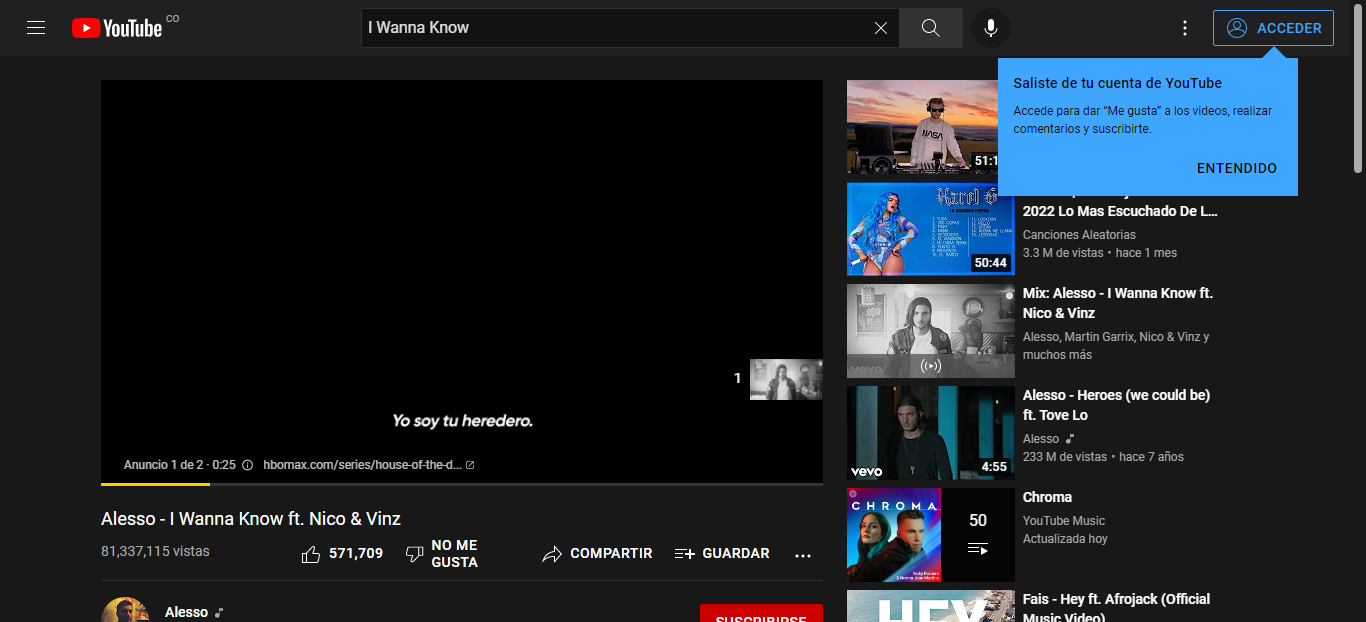 YouTube CO
I Wanna Know
ACCEDER
Saliste de tu cuenta de YouTube
Accede para dar “Me gusta” a los videos, realizar
comentarios y suscribirte.
ENTENDIDO
Yo soy tu heredero.
1
Anuncio 1 de 2 · 0:25
hbomax.com/series/house-of-the-d...
Alesso - I Wanna Know ft. Nico & Vinz
81,337,115 vistas
571,709
NO ME
GUSTA
COMPARTIR
GUARDAR
Alesso
SUSCRIBIRSE
NASA
51:1
Karol G
50:44
2022 Lo Mas Escuchado De L...
Canciones Aleatorias
3.3 M de vistas • hace 1 mes
vevo
Mix: Alesso - I Wanna Know ft.
Nico & Vinz
Alesso, Martin Garrix, Nico & Vinz y
muchos más
vevo
4:55
Alesso - Heroes (we could be)
ft. Tove Lo
Alesso
233 M de vistas • hace 7 años
CHROMA
50
Chroma
YouTube Music
Actualizada hoy
HEY
Fais - Hey ft. Afrojack (Official
Music Video)